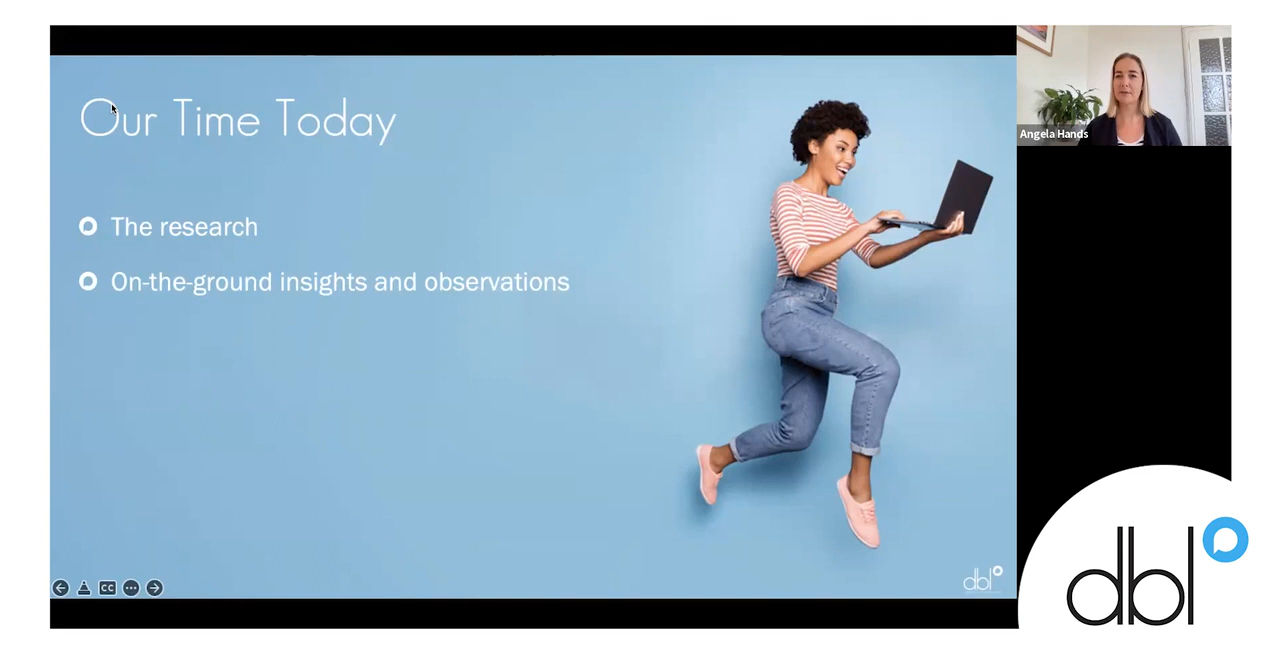 Our Time Today
The research
On-the-ground insights and observations
CC
dbl
Angela Hands
dbl